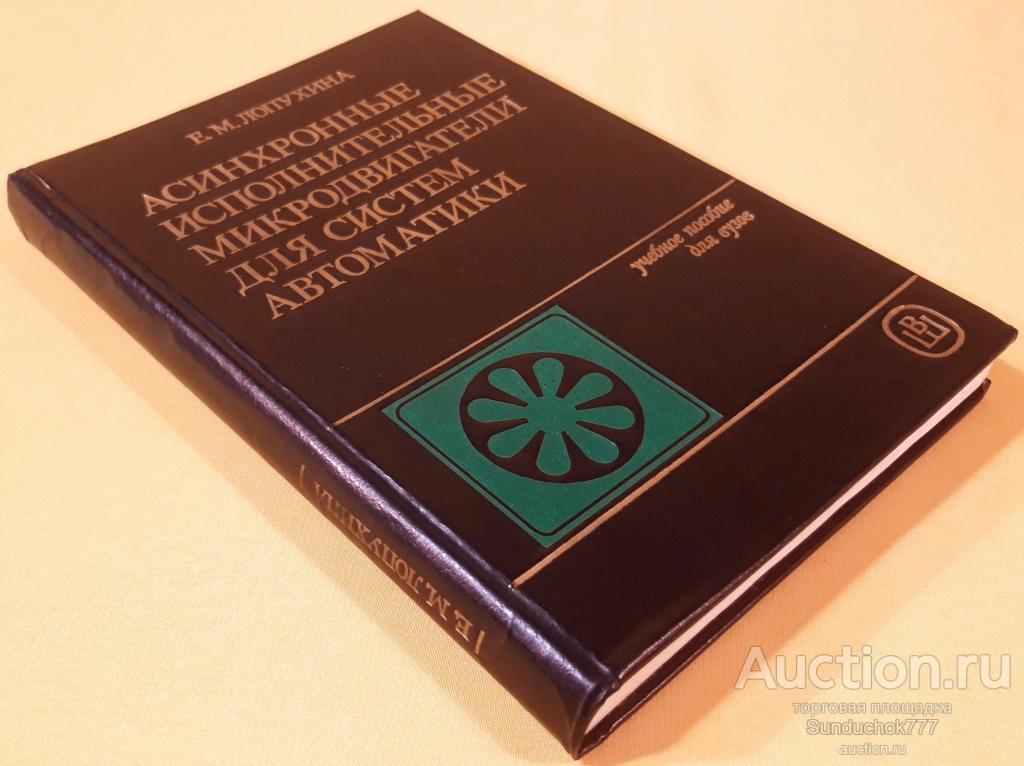 Е. М. ЛОПУХИНА
АСИНХРОННЫЕ
ИСПОЛНИТЕЛЬНЫЕ
МИКРОДВИГАТЕЛИ
ДЛЯ СИСТЕМ
АВТОМАТИКИ
учебное пособие
для вузов
Е. М. ЛОПУХИНА
Auction.ru
торговая площадка
Sunduchok777
auction.ru